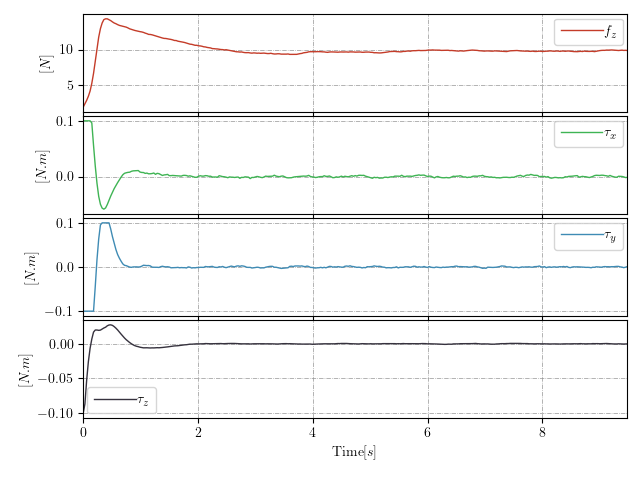 10
5
[N]
f_z
0.1
0.0
[N.m]
τ_x
0.1
0.0
−0.1
[N.m]
τ_y
0.00
−0.05
−0.10
[N.m]
τ_z
0 2 4 6 8
Time[s]